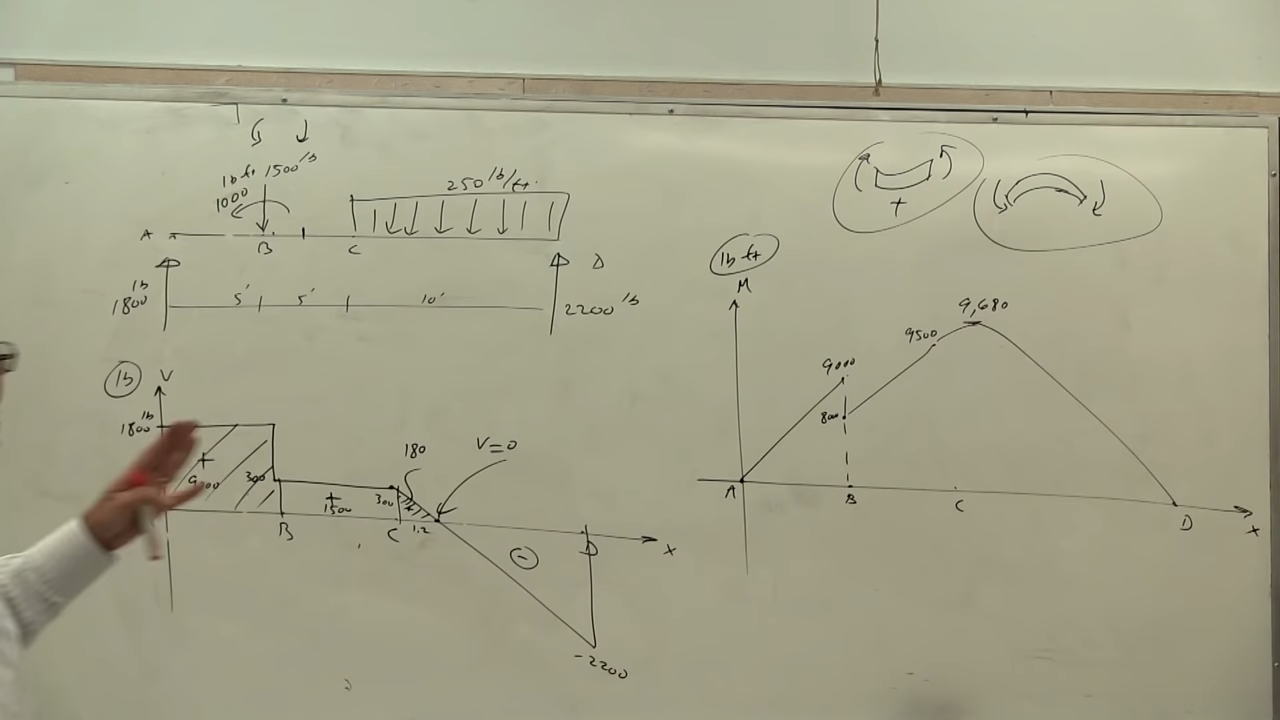 lb ft 1500 lb
1000
250 lb/ft.
A B C D
1800 lb 5' 5' 10' 2200 lb
lb V
1800 lb
180 V=0
+ 9000 300 + 1500 300 + 1.2
B C D x
-
-2200
+
lb ft
M
9,680
9500
9000
800
A B C D x